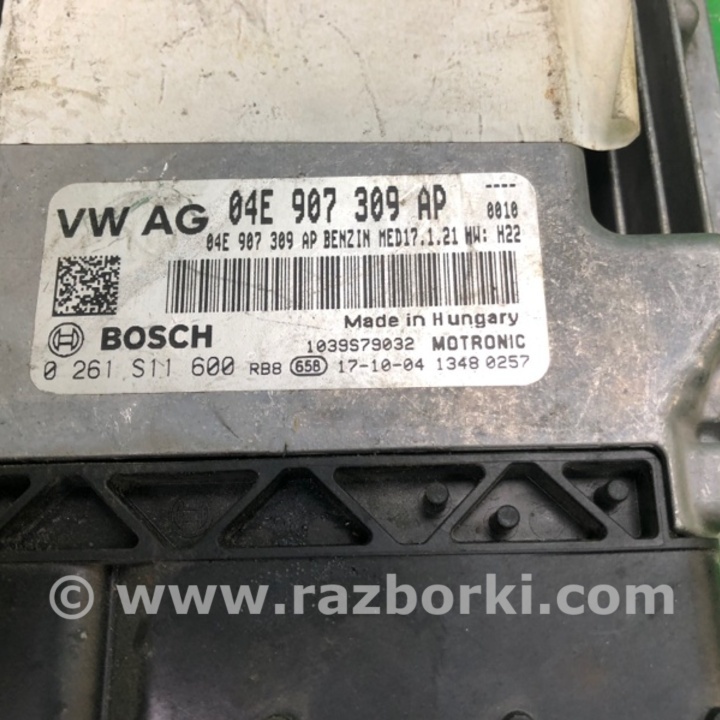 VW AG 04E 907 309 AP ----
0010
04E 907 309 AP BENZIN MED17.1.21 HW: H22
Made in Hungary
BOSCH 1039S79032 MOTRONIC
0 261 S11 600 RB8 658 17-10-04 1348 0257
© www.razborki.com